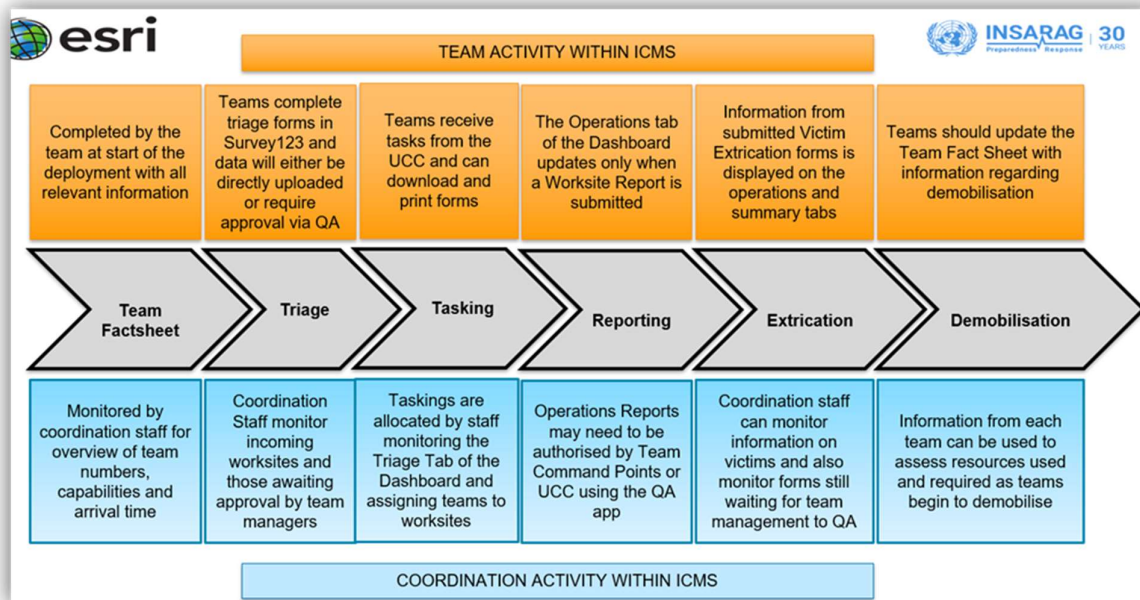 esri
INSARAG
Preparedness Response
30
YEARS
TEAM ACTIVITY WITHIN ICMS
Completed by the
team at start of the
deployment with all
relevant information
Teams complete
triage forms in
Survey123 and
data will either be
directly uploaded
or require
approval via QA
Teams receive
tasks from the
UCC and can
download and
print forms
The Operations tab
of the Dashboard
updates only when
a Worksite Report is
submitted
Information from
submitted Victim
Extrication forms is
displayed on the
operations and
summary tabs
Teams should update the
Team Fact Sheet with
information regarding
demobilisation
Team
Factsheet
Triage
Tasking
Reporting
Extrication
Demobilisation
Monitored by
coordination staff for
overview of team
numbers,
capabilities and
arrival time
Coordination
Staff monitor
incoming
worksites and
those awaiting
approval by team
managers
Taskings are
allocated by staff
monitoring the
Triage Tab of the
Dashboard and
assigning teams to
worksites
Operations Reports
may need to be
authorised by Team
Command Points or
UCC using the QA
app
Coordination staff
can monitor
information on
victims and also
monitor forms still
waiting for team
management to QA
Information from each
team can be used to
assess resources used
and required as teams
begin to demobilise
COORDINATION ACTIVITY WITHIN ICMS